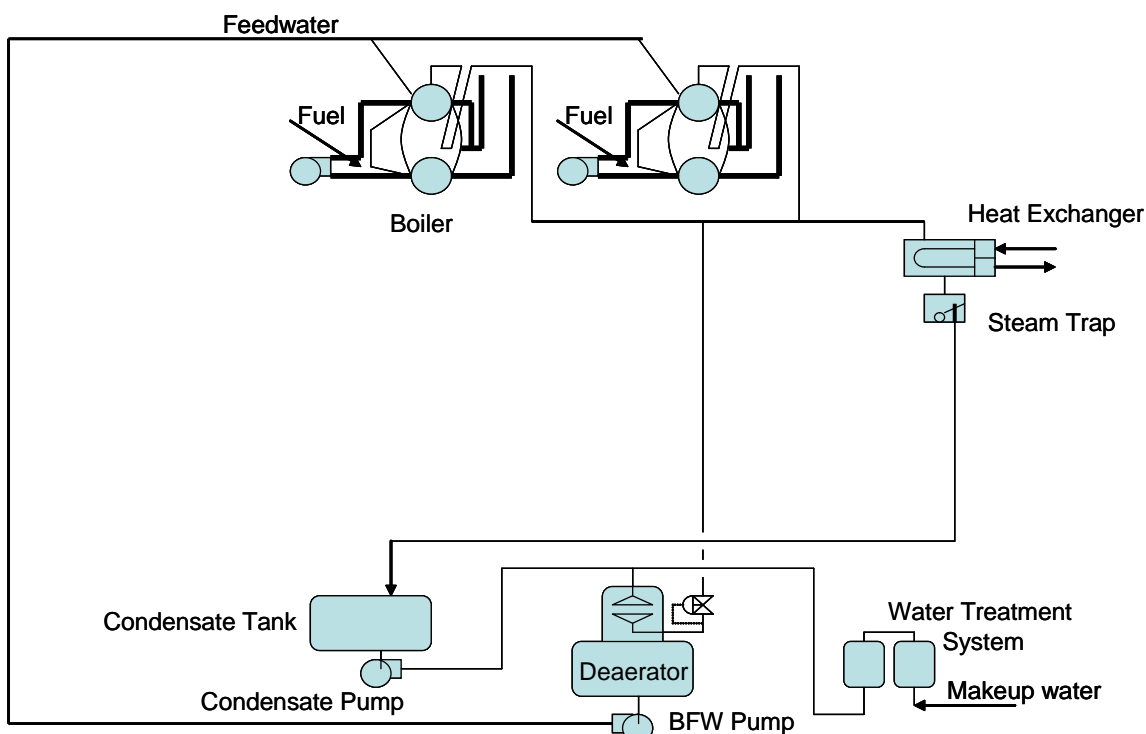 Feedwater
Fuel
Fuel
Boiler
Heat Exchanger
Steam Trap
Condensate Tank
Condensate Pump
Deaerator
BFW Pump
Water Treatment
System
Makeup water